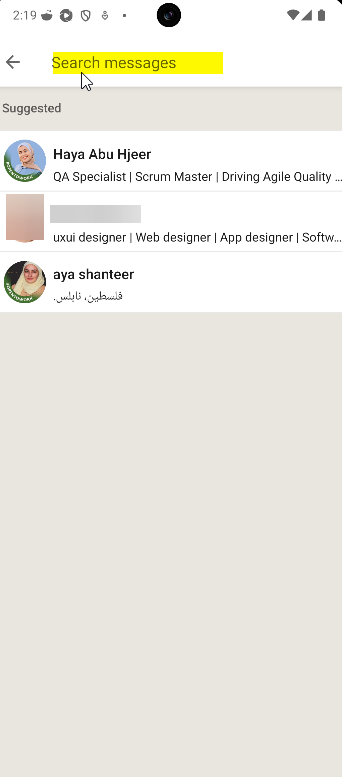 2:19
Search messages
Suggested
Haya Abu Hjeer
QA Specialist | Scrum Master | Driving Agile Quality ...
uxui designer | Web designer | App designer | Softw...
aya shanteer
فلسطين، نابلس.